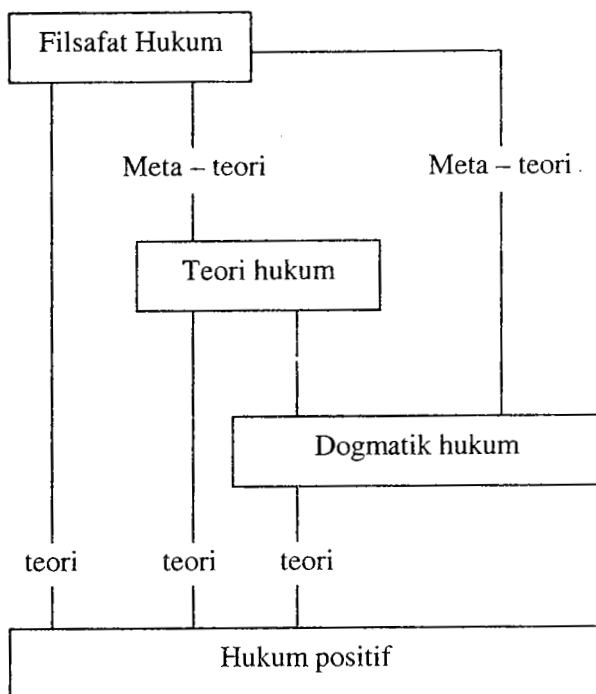 Filsafat Hukum
Meta – teori
Meta – teori
Teori hukum
Dogmatik hukum
teori
teori
teori
Hukum positif